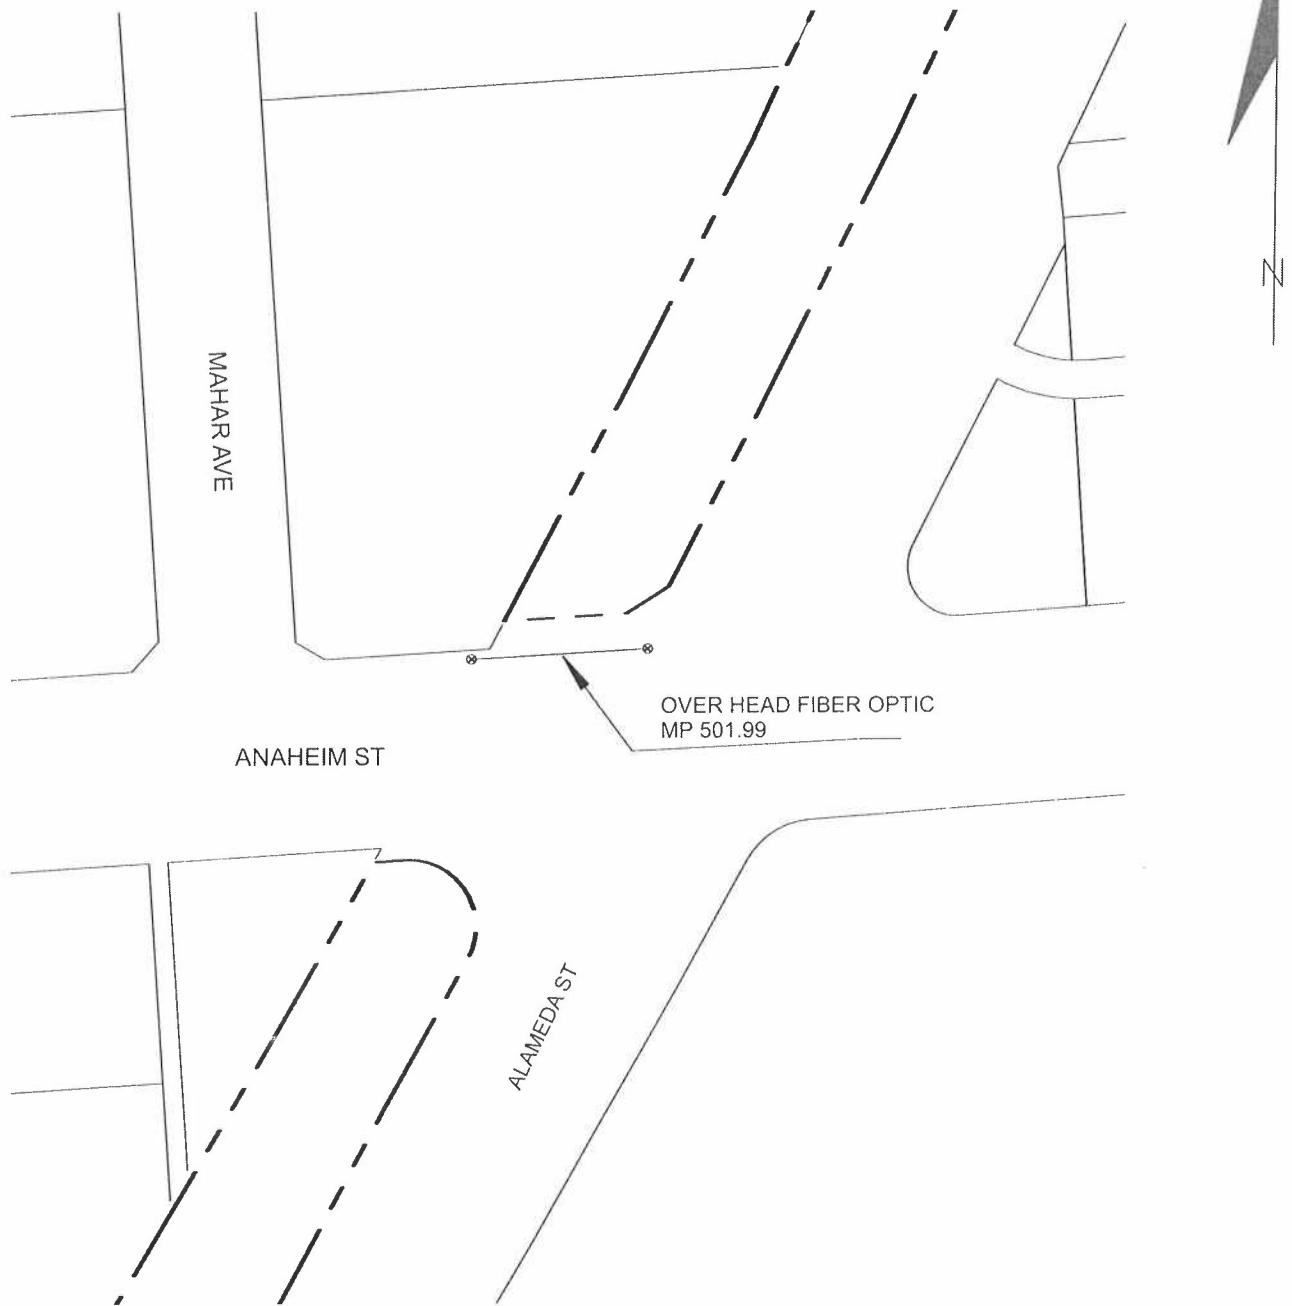 N
MAHAR AVE
OVER HEAD FIBER OPTIC
MP 501.99
ANAHEIM ST
ALAMEDA ST